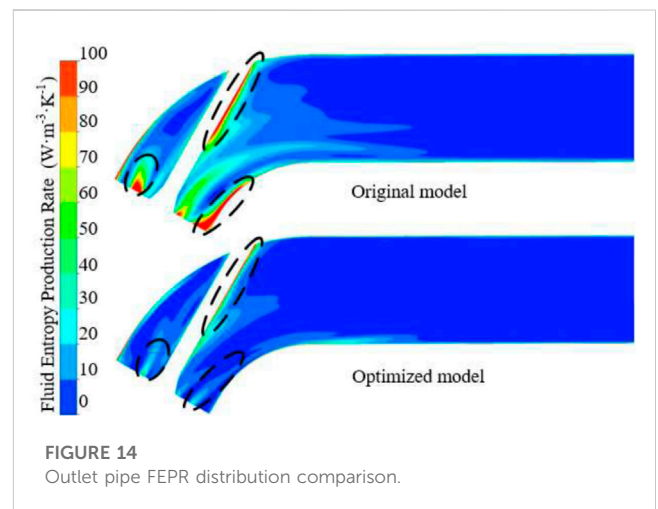 Fluid Entropy Production Rate (W·m⁻³·K⁻¹)
100
90
80
70
60
50
40
30
20
10
0
Original model
Optimized model
FIGURE 14
Outlet pipe FEPR distribution comparison.